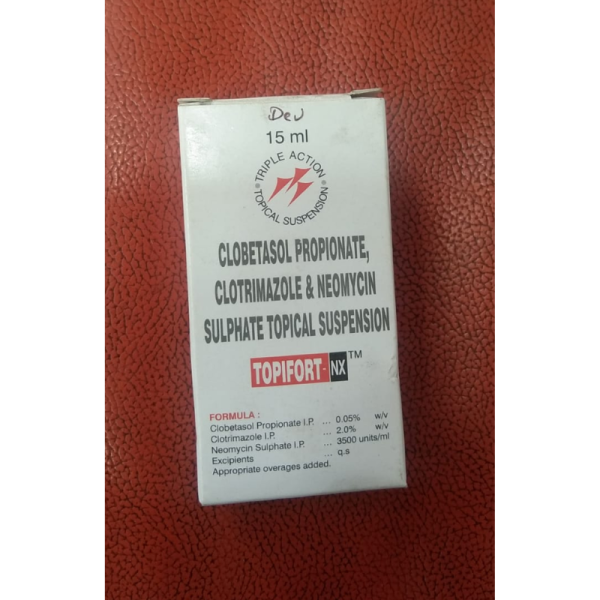 Dev
15 ml
TRIPLE ACTION
TOPICAL SUSPENSION
CLOBETASOL PROPIONATE,
CLOTRIMAZOLE & NEOMYCIN
SULPHATE TOPICAL SUSPENSION
TOPIFORT-NX™
FORMULA :
Clobetasol Propionate I.P. ... 0.05% w/v
Clotrimazole I.P. ... 2.0% w/v
Neomycin Sulphate I.P. ... 3500 units/ml
Excipients ... q.s
Appropriate overages added.